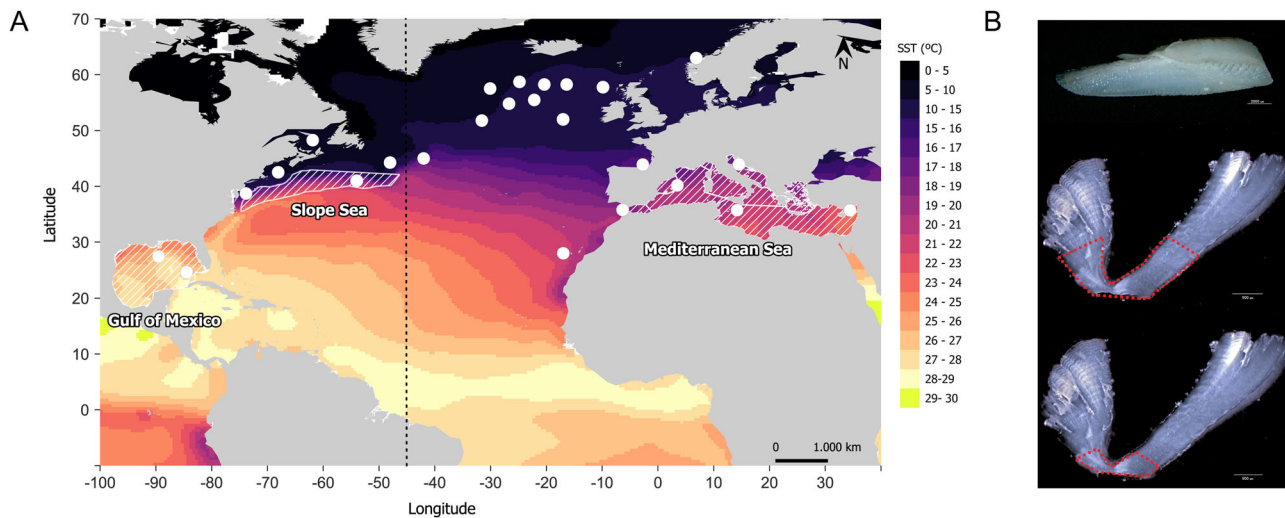 A
B
70
60
50
40
30
20
10
0
Latitude
-100
-90
-80
-70
-60
-50
-40
-30
-20
-10
0
10
20
30
Longitude
Slope Sea
Mediterranean Sea
Gulf of Mexico
N
0 1.000 km
SST (ºC)
0 - 5
5 - 10
10 - 15
15 - 16
16 - 17
17 - 18
18 - 19
19 - 20
20 - 21
21 - 22
22 - 23
23 - 24
24 - 25
25 - 26
26 - 27
27 - 28
28-29
29- 30